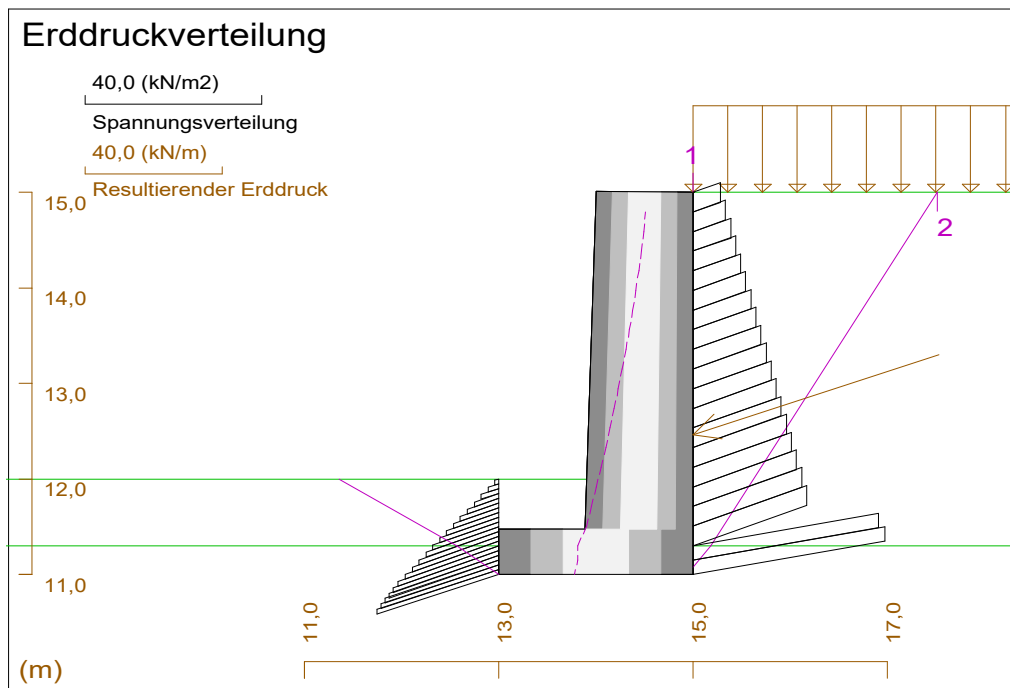 Erddruckverteilung
40,0 (kN/m2)
Spannungsverteilung
40,0 (kN/m)
Resultierender Erddruck
1
2
15,0
14,0
13,0
12,0
11,0
11,0
13,0
15,0
17,0
(m)